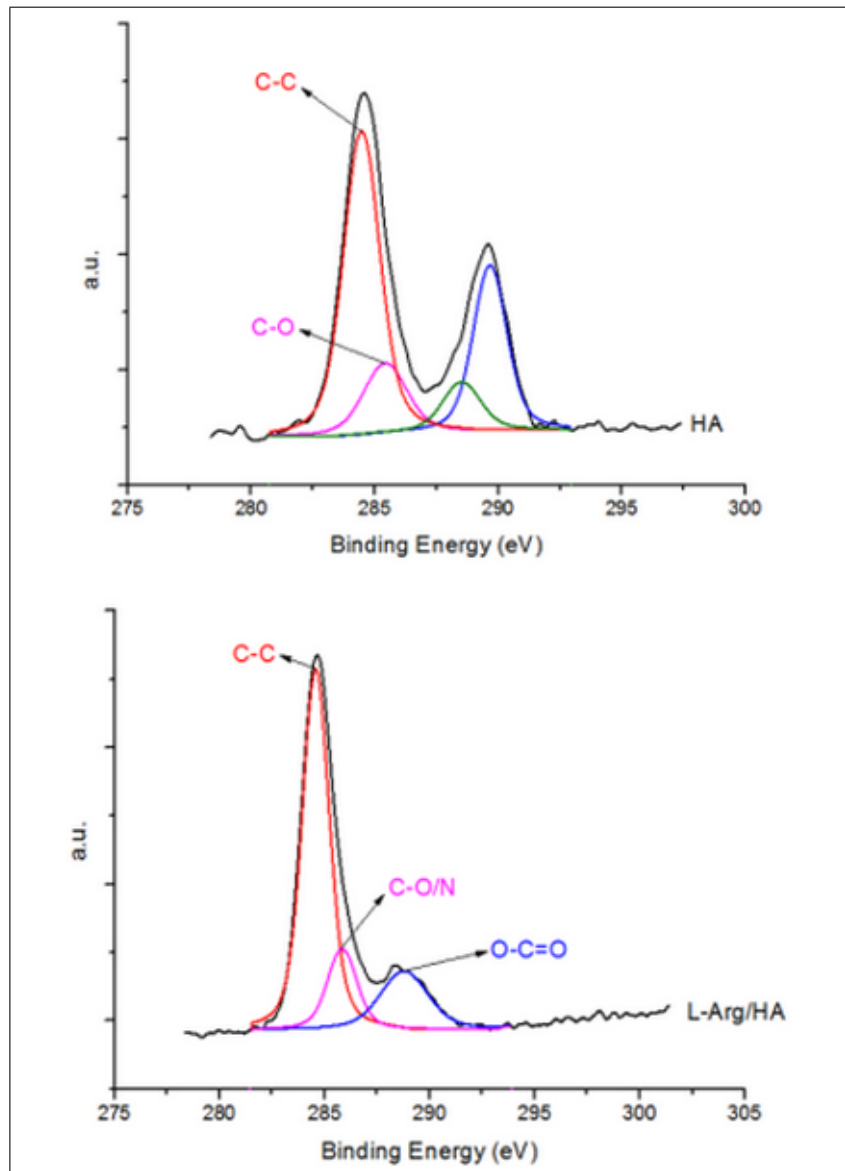 C-C
a.u.
C-O
HA
275 280 285 290 295 300
Binding Energy (eV)
C-C
a.u.
C-O/N
O-C=O
L-Arg/HA
275 280 285 290 295 300 305
Binding Energy (eV)